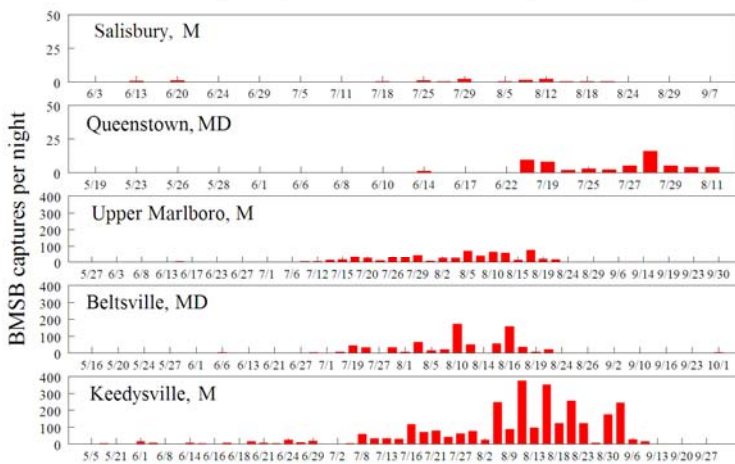 BMSB captures per night
50
Salisbury, M
25
0
6/3 6/13 6/20 6/24 6/29 7/5 7/11 7/18 7/25 7/29 8/5 8/12 8/18 8/24 8/29 9/7
50
Queenstown, MD
25
0
5/19 5/23 5/26 5/28 6/1 6/6 6/8 6/10 6/14 6/17 6/22 7/19 7/25 7/27 7/29 8/11
400
Upper Marlboro, M
300
200
100
0
5/27 6/3 6/8 6/13 6/17 6/23 6/27 7/1 7/6 7/12 7/15 7/20 7/26 7/29 8/2 8/5 8/10 8/15 8/18 8/24 8/29 9/6 9/14 9/19 9/23 9/30
400
Beltsville, MD
300
200
100
0
5/16 5/20 5/24 5/27 6/1 6/6 6/13 6/21 6/27 7/1 7/19 7/27 8/1 8/5 8/10 8/14 8/16 8/19 8/26 9/2 9/10 9/16 9/23 10/1
400
Keedysville, M
300
200
100
0
5/5 5/21 6/1 6/8 6/14 6/16 6/18 6/21 6/24 6/29 7/2 7/8 7/13 7/16 7/21 7/27 8/2 8/9 8/13 8/18 8/23 8/30 9/6 9/13 9/20 9/27